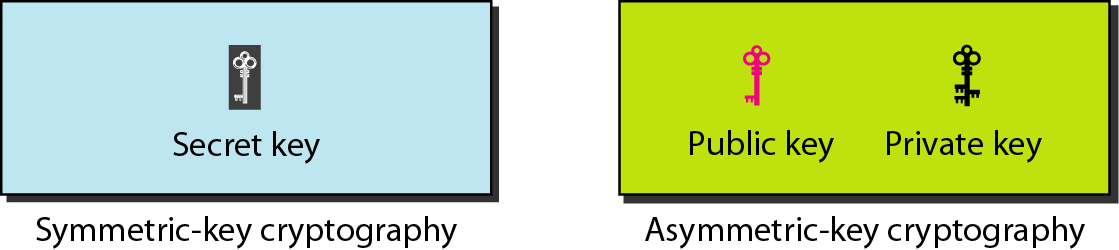 Secret key
Public key
Private key
Symmetric-key cryptography
Asymmetric-key cryptography